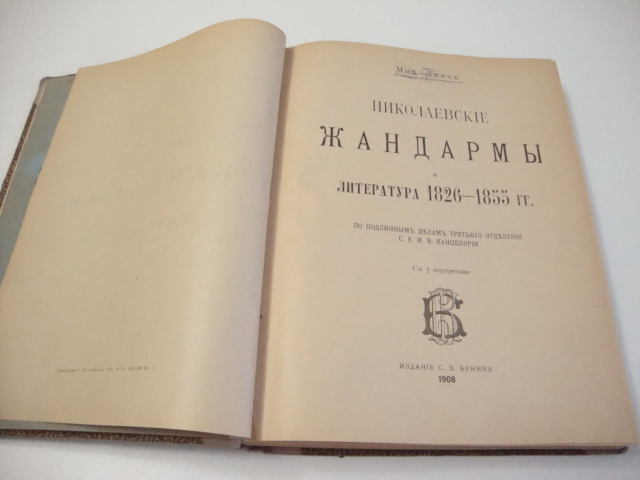 Мих. Лемке
НИКОЛАЕВСКІЕ
ЖАНДАРМЫ
и
ЛИТЕРАТУРА 1826—1855 ГГ.
ПО ПОДЛИННЫМЪ ДѢЛАМЪ ТРЕТЬЯГО ОТДѢЛЕНІЯ
С. Е. И. В. КАНЦЕЛЯРІИ
Съ 7 портретами
ИЗДАНІЕ С. В. БУНИНА
1908